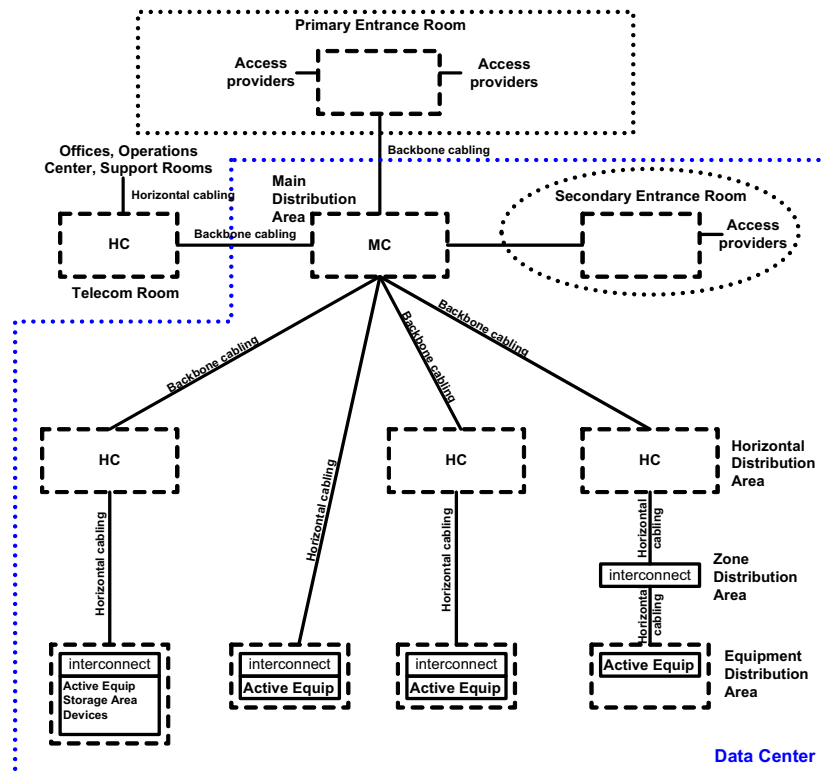 Primary Entrance Room
Access
providers
Access
providers
Backbone cabling
Offices, Operations
Center, Support Rooms
Horizontal cabling
Main
Distribution
Area
HC
Backbone cabling
MC
Secondary Entrance Room
Access
providers
Telecom Room
Backbone cabling
Horizontal cabling
Backbone cabling
Backbone cabling
HC
HC
HC
Horizontal
Distribution
Area
Horizontal cabling
Horizontal cabling
Horizontal
cabling
interconnect
Zone
Distribution
Area
Horizonta
cabling
interconnect
Active Equip
Storage Area
Devices
interconnect
Active Equip
interconnect
Active Equip
Active Equip
Equipment
Distribution
Area
Data Center